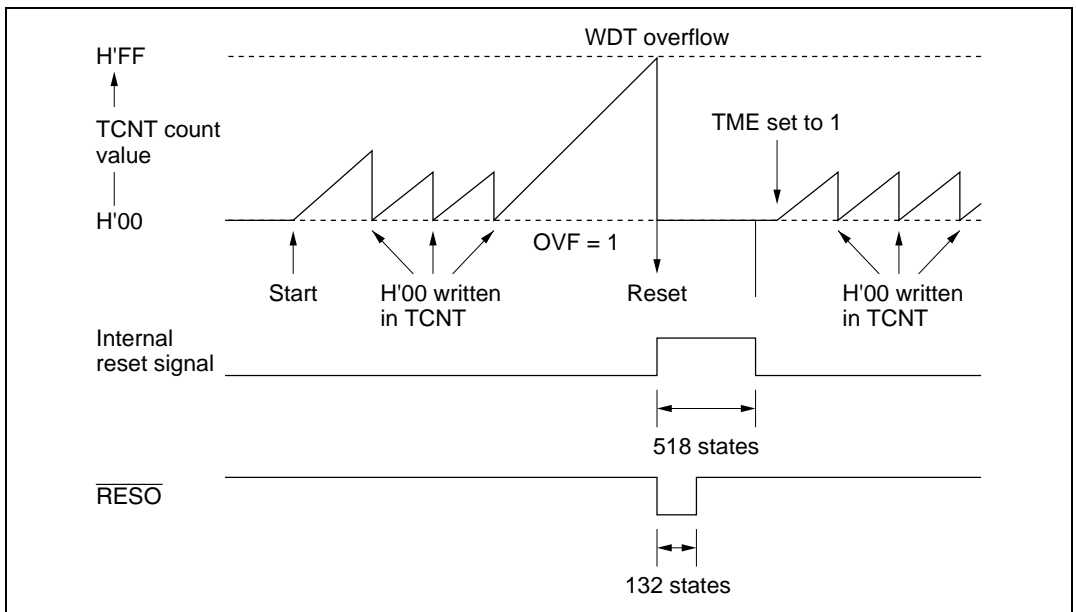 WDT overflow
H'FF
TCNT count
value
TME set to 1
H'00
OVF = 1
Start
H'00 written
in TCNT
Reset
H'00 written
in TCNT
Internal
reset signal
518 states
RESO
132 states